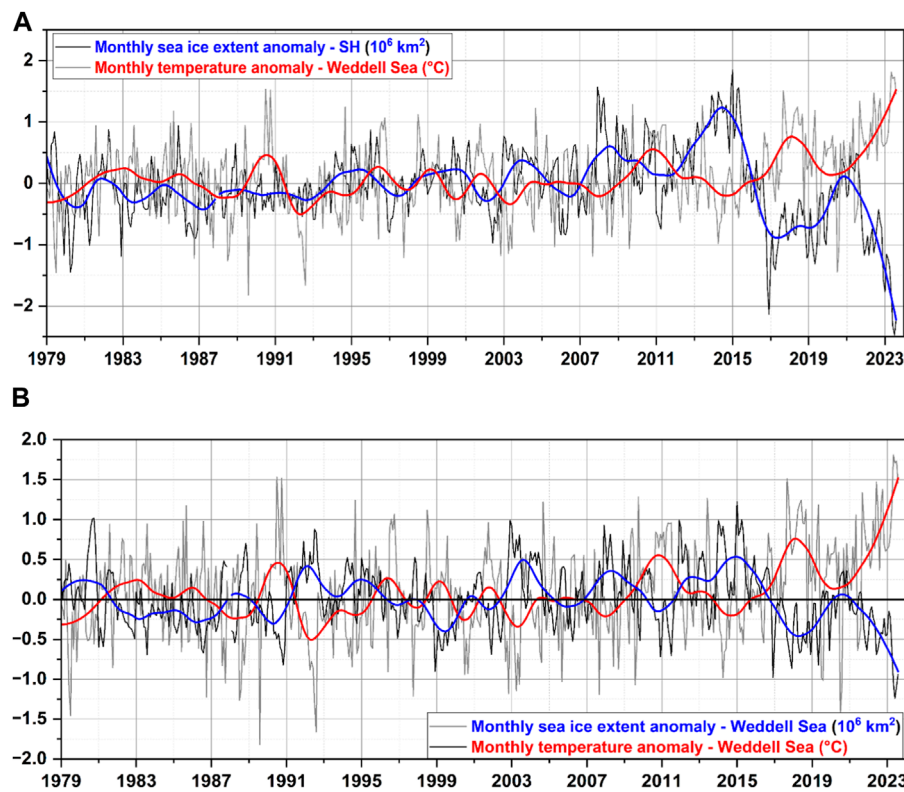 A
Monthly sea ice extent anomaly - SH (10⁶ km²)
Monthly temperature anomaly - Weddell Sea (°C)
2
1
0
−1
−2
1979 1983 1987 1991 1995 1999 2003 2007 2011 2015 2019 2023
B
2.0
1.5
1.0
0.5
0.0
−0.5
−1.0
−1.5
−2.0
Monthly sea ice extent anomaly - Weddell Sea (10⁶ km²)
Monthly temperature anomaly - Weddell Sea (°C)
1979 1983 1987 1991 1995 1999 2003 2007 2011 2015 2019 2023